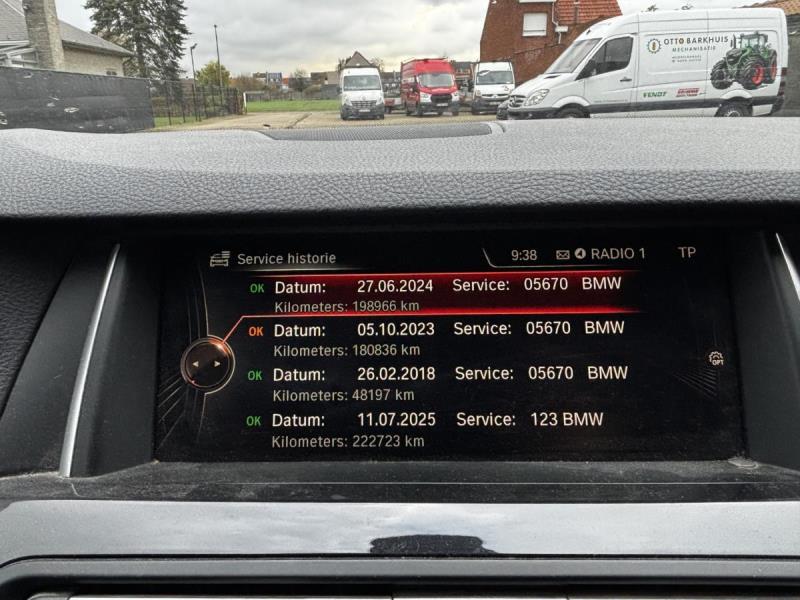 OTTO BARKHUIS
MECHANISATIE
FENDT
Service historie
9:38 RADIO 1 TP
OK Datum: 27.06.2024 Service: 05670 BMW
Kilometers: 198966 km
OK Datum: 05.10.2023 Service: 05670 BMW
Kilometers: 180836 km
OPT
OK Datum: 26.02.2018 Service: 05670 BMW
Kilometers: 48197 km
OK Datum: 11.07.2025 Service: 123 BMW
Kilometers: 222723 km